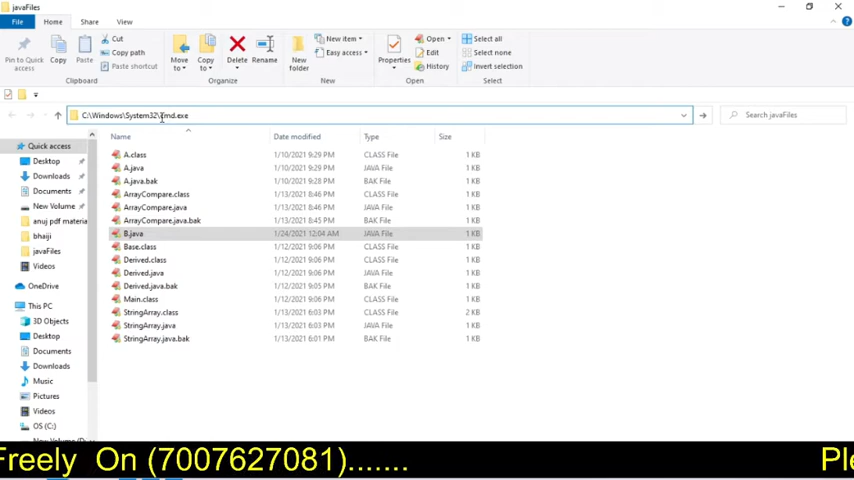 javaFiles
File Home Share View
Pin to Quick access
Copy
Paste
Cut
Copy path
Paste shortcut
Clipboard
Move to
Copy to
Delete
Rename
Organize
New folder
New item
Easy access
New
Properties
Open
Edit
History
Open
Select all
Select none
Invert selection
Select
C:\Windows\System32\cmd.exe
Search javaFiles
Name Date modified Type Size
A.class 1/10/2021 9:29 PM CLASS File 1 KB
A.java 1/10/2021 9:29 PM JAVA File 1 KB
A.java.bak 1/10/2021 9:28 PM BAK File 1 KB
ArrayCompare.class 1/13/2021 8:46 PM CLASS File 1 KB
ArrayCompare.java 1/13/2021 8:46 PM JAVA File 1 KB
ArrayCompare.java.bak 1/13/2021 8:45 PM BAK File 1 KB
B.java 1/24/2021 12:04 AM JAVA File 1 KB
Base.class 1/12/2021 9:06 PM CLASS File 1 KB
Derived.class 1/12/2021 9:06 PM CLASS File 1 KB
Derived.java 1/12/2021 9:06 PM JAVA File 1 KB
Derived.java.bak 1/12/2021 9:05 PM BAK File 1 KB
Main.class 1/12/2021 9:06 PM CLASS File 1 KB
StringArray.class 1/13/2021 6:03 PM CLASS File 2 KB
StringArray.java 1/13/2021 6:03 PM JAVA File 1 KB
StringArray.java.bak 1/13/2021 6:01 PM BAK File 1 KB
Quick access
Desktop
Downloads
Documents
New Volume
anuj pdf materia
bhaiji
javaFiles
Videos
OneDrive
This PC
3D Objects
Desktop
Documents
Downloads
Music
Pictures
Videos
OS (C:)
Freely On (7007627081)....... Ple